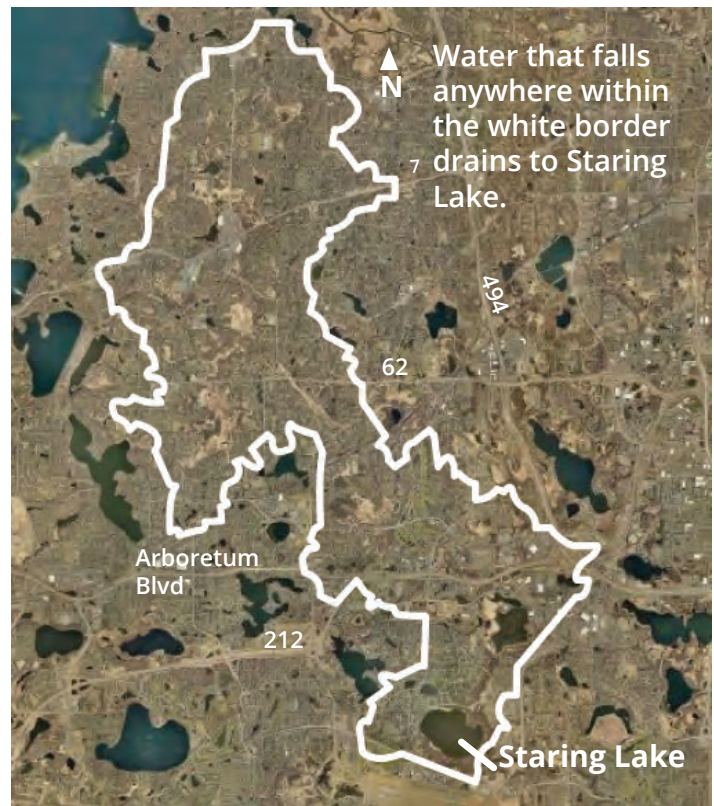 Water that falls
anywhere within
the white border
drains to Staring
Lake.
N
7
494
62
Arboretum
Blvd
212
Staring Lake